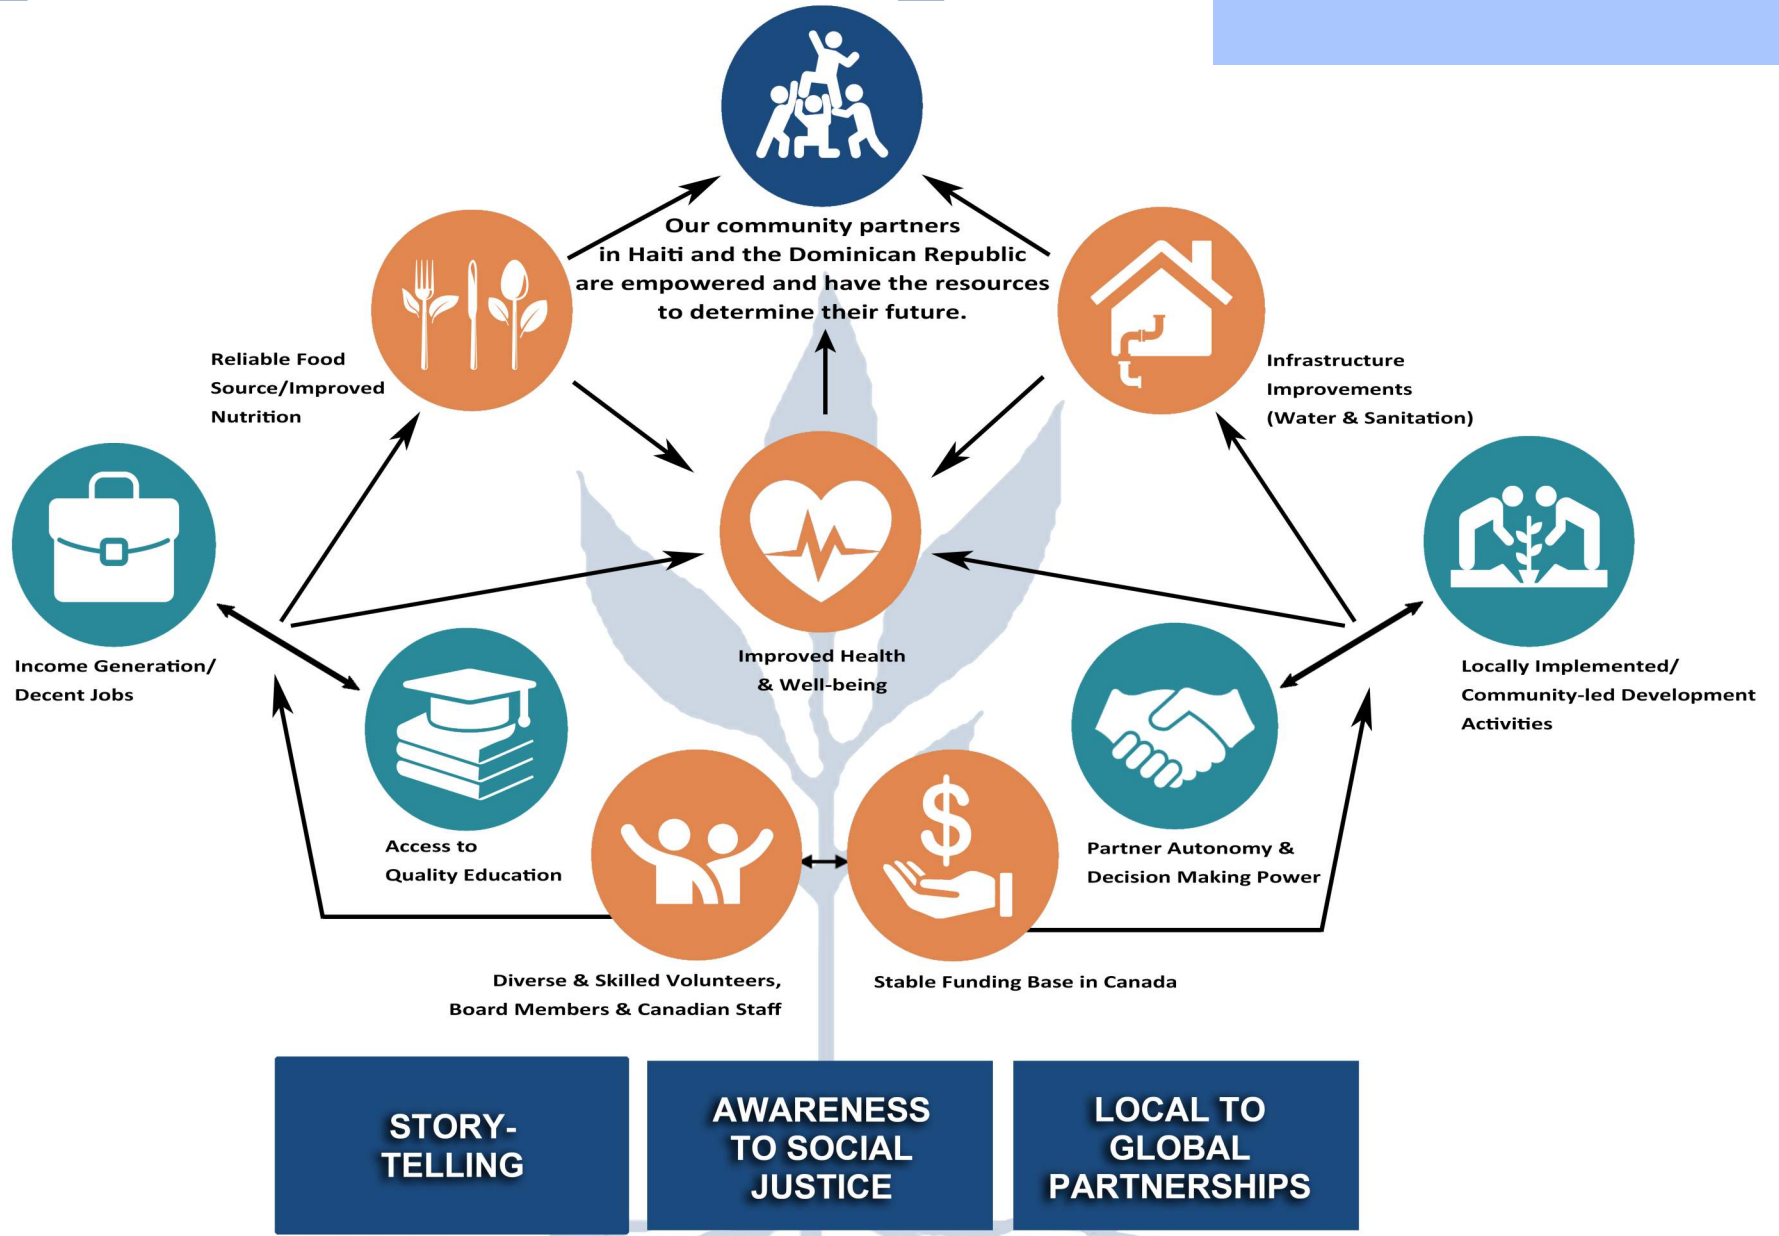 Our community partners
in Haiti and the Dominican Republic
are empowered and have the resources
to determine their future.
Reliable Food
Source/Improved
Nutrition
Infrastructure
Improvements
(Water & Sanitation)
Income Generation/
Decent Jobs
Improved Health
& Well-being
Locally Implemented/
Community-led Development
Activities
Access to
Quality Education
Partner Autonomy &
Decision Making Power
$
Diverse & Skilled Volunteers,
Board Members & Canadian Staff
Stable Funding Base in Canada
STORY-
TELLING
AWARENESS
TO SOCIAL
JUSTICE
LOCAL TO
GLOBAL
PARTNERSHIPS